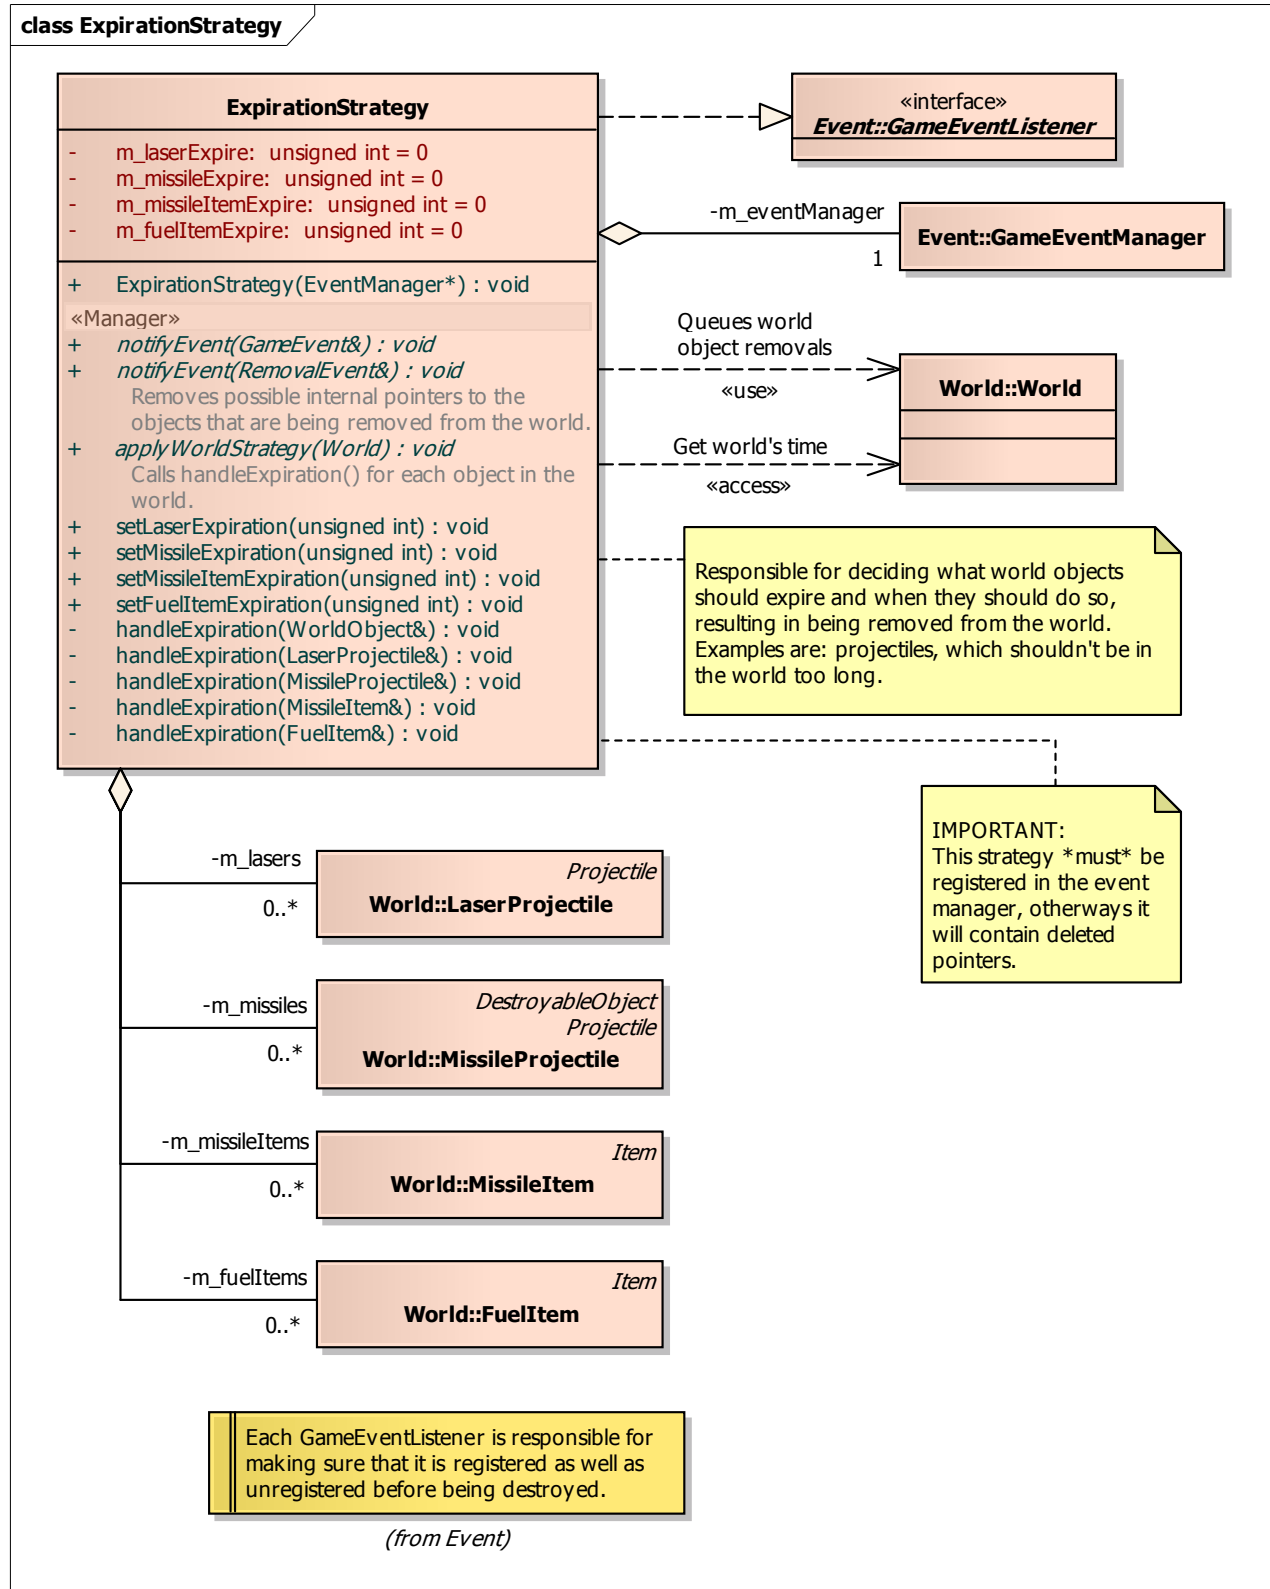 class ExpirationStrategy
ExpirationStrategy
- m_laserExpire: unsigned int = 0
- m_missileExpire: unsigned int = 0
- m_missileItemExpire: unsigned int = 0
- m_fuelItemExpire: unsigned int = 0
+ ExpirationStrategy(EventManager*) : void
«Manager»
+ notifyEvent(GameEvent&) : void
+ notifyEvent(RemovalEvent&) : void
Removes possible internal pointers to the
objects that are being removed from the world.
+ applyWorldStrategy(World) : void
Calls handleExpiration() for each object in the
world.
+ setLaserExpiration(unsigned int) : void
+ setMissileExpiration(unsigned int) : void
+ setMissileItemExpiration(unsigned int) : void
+ setFuelItemExpiration(unsigned int) : void
- handleExpiration(WorldObject&) : void
- handleExpiration(LaserProjectile&) : void
- handleExpiration(MissileProjectile&) : void
- handleExpiration(MissileItem&) : void
- handleExpiration(FuelItem&) : void
«interface»
Event::GameEventListener
-m_eventManager
1
Event::GameEventManager
Queues world
object removals
«use»
World::World
Get world's time
«access»
Responsible for deciding what world objects
should expire and when they should do so,
resulting in being removed from the world.
Examples are: projectiles, which shouldn't be in
the world too long.
IMPORTANT:
This strategy *must* be
registered in the event
manager, otherways it
will contain deleted
pointers.
-m_lasers
0..*
Projectile
World::LaserProjectile
-m_missiles
0..*
DestroyableObject
Projectile
World::MissileProjectile
-m_missileItems
0..*
Item
World::MissileItem
-m_fuelItems
0..*
Item
World::FuelItem
Each GameEventListener is responsible for
making sure that it is registered as well as
unregistered before being destroyed.
(from Event)